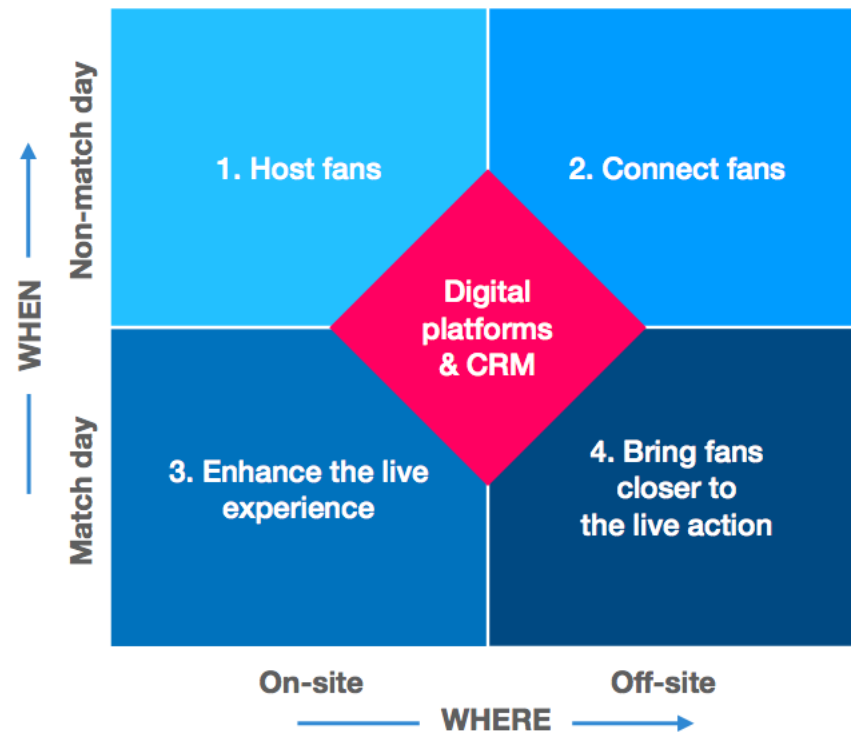 Non-match day
1. Host fans
2. Connect fans
Digital
platforms
& CRM
WHEN
Match day
3. Enhance the live
experience
4. Bring fans
closer to
the live action
On-site
Off-site
WHERE